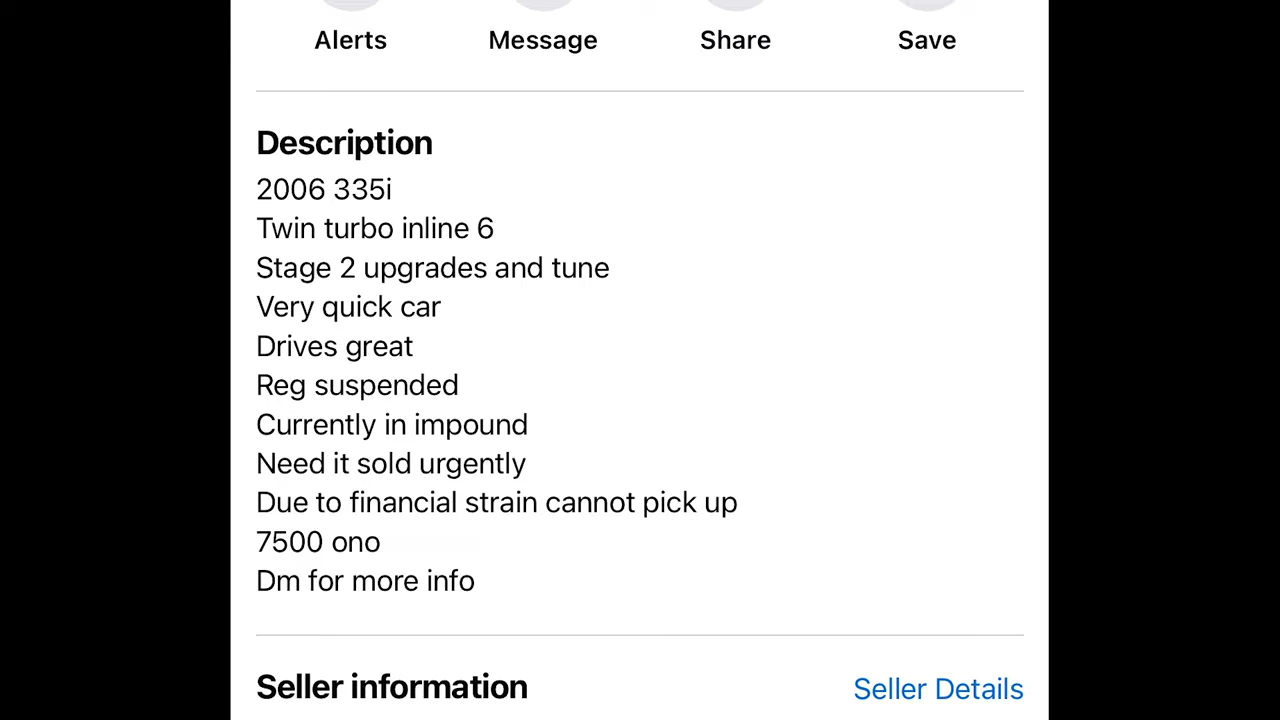 Alerts Message Share Save
Description
2006 335i
Twin turbo inline 6
Stage 2 upgrades and tune
Very quick car
Drives great
Reg suspended
Currently in impound
Need it sold urgently
Due to financial strain cannot pick up
7500 ono
Dm for more info
Seller information Seller Details